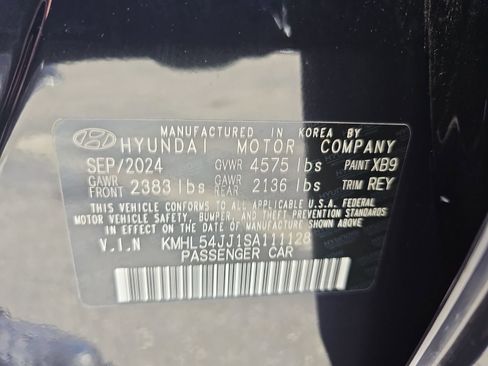 MANUFACTURED IN KOREA BY
HYUNDAI MOTOR COMPANY
SEP/2024 GVWR 4575 lbs PAINT XB9
GAWR FRONT 2383 lbs GAWR REAR 2136 lbs TRIM REY
THIS VEHICLE CONFORMS TO ALL APPLICABLE U.S.A. FEDERAL
MOTOR VEHICLE SAFETY, BUMPER, AND THEFT PREVENTION STANDARDS
IN EFFECT ON THE DATE OF MANUFACTURE SHOWN ABOVE
V.I.N KMHL54JJ1SA111128
PASSENGER CAR